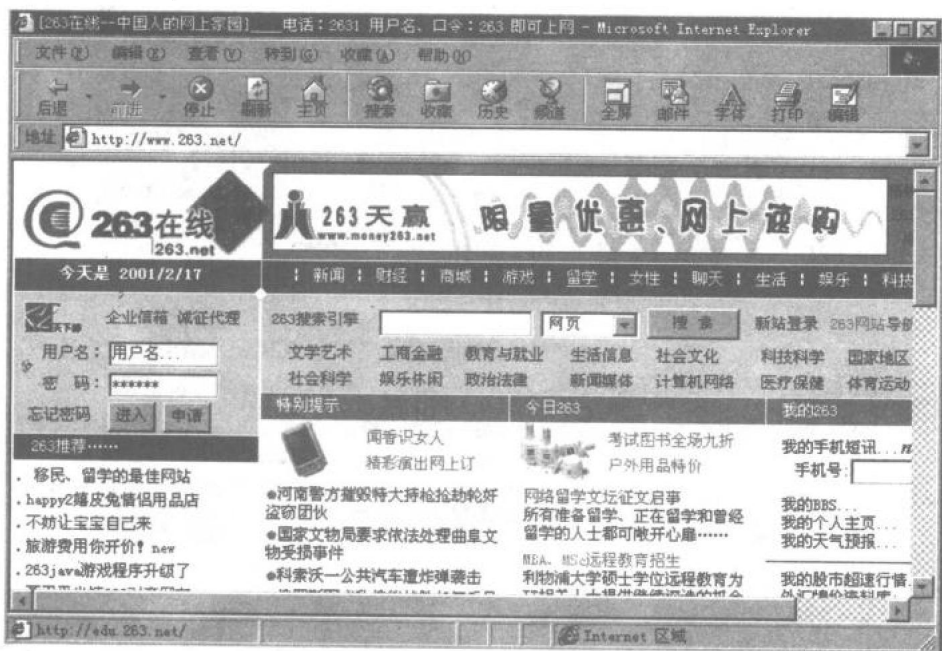 [263在线--中国人的网上家园]___电话：2631 用户名、口令：263 即可上网 - Microsoft Internet Explorer
文件(F) 编辑(E) 查看(V) 转到(G) 收藏(A) 帮助(H)
后退 前进 停止 刷新 主页 搜索 收藏 历史 频道 全屏 邮件 字体 打印 编辑
地址 http://www.263.net/
263在线
263.net
263天赢
www.money263.net
限量优惠、网上速购
今天是 2001/2/17
新闻 ¦ 财经 ¦ 商城 ¦ 游戏 ¦ 留学 ¦ 女性 ¦ 聊天 ¦ 生活 ¦ 娱乐 ¦ 科技
企业信箱 诚征代理
263搜索引擎 网页 搜索 新站登录 263网站导航
用户名：用户名...
文学艺术 工商金融 教育与就业 生活信息 社会文化 科技科学 国家地区
密 码：******
社会科学 娱乐休闲 政治法律 新闻媒体 计算机网络 医疗保健 体育运动
忘记密码 进入 申请
263推荐……
. 移民、留学的最佳网站
. happy2嬉皮兔情侣用品店
. 不妨让宝宝自己来
. 旅游费用你开价! new
. 263java游戏程序升级了
特别提示
闻香识女人
精彩演出网上订
●河南警方摧毁特大持枪抢劫轮奸
盗窃团伙
●国家文物局要求依法处理曲阜文
物受损事件
●科索沃一公共汽车遭炸弹袭击
今日263
考试图书全场九折
户外用品特价
网络留学文坛征文启事
所有准备留学、正在留学和曾经
留学的人士都可敞开心扉……
MBA、MSc远程教育招生
利物浦大学硕士学位远程教育为
我的263
我的手机短讯...
手机号:
我的BBS...
我的个人主页...
我的天气预报...
我的股市超速行情.
http://edu.263.net/
Internet 区域